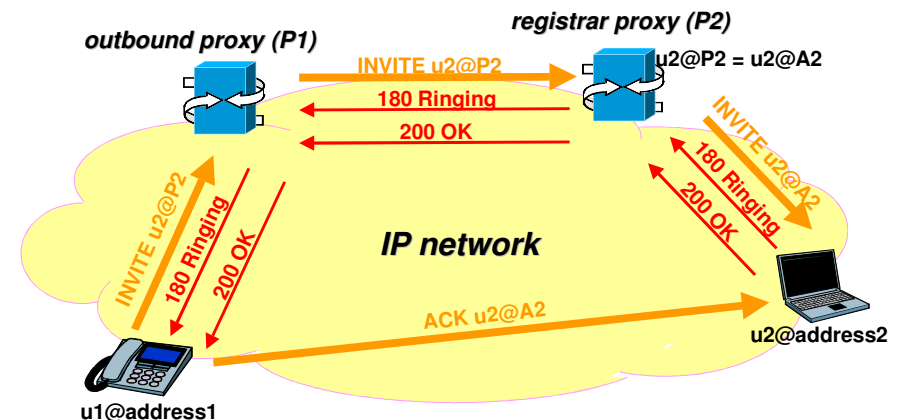 registrar proxy (P2)
outbound proxy (P1)
INVITE u2@P2
u2@P2 = u2@A2
180 Ringing
200 OK
INVITE u2@A2
180 Ringing
200 OK
INVITE u2@P2
180 Ringing
200 OK
IP network
ACK u2@A2
u2@address2
u1@address1